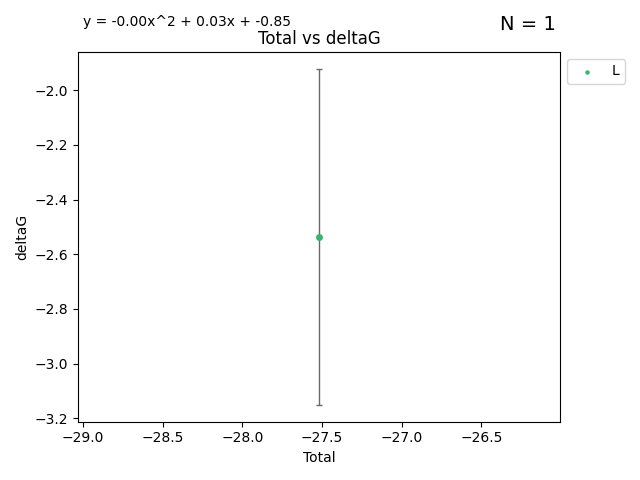 y = -0.00x^2 + 0.03x + -0.85
N = 1
Total vs deltaG
L
deltaG
−2.0
−2.2
−2.4
−2.6
−2.8
−3.0
−3.2
−29.0 −28.5 −28.0 −27.5 −27.0 −26.5
Total